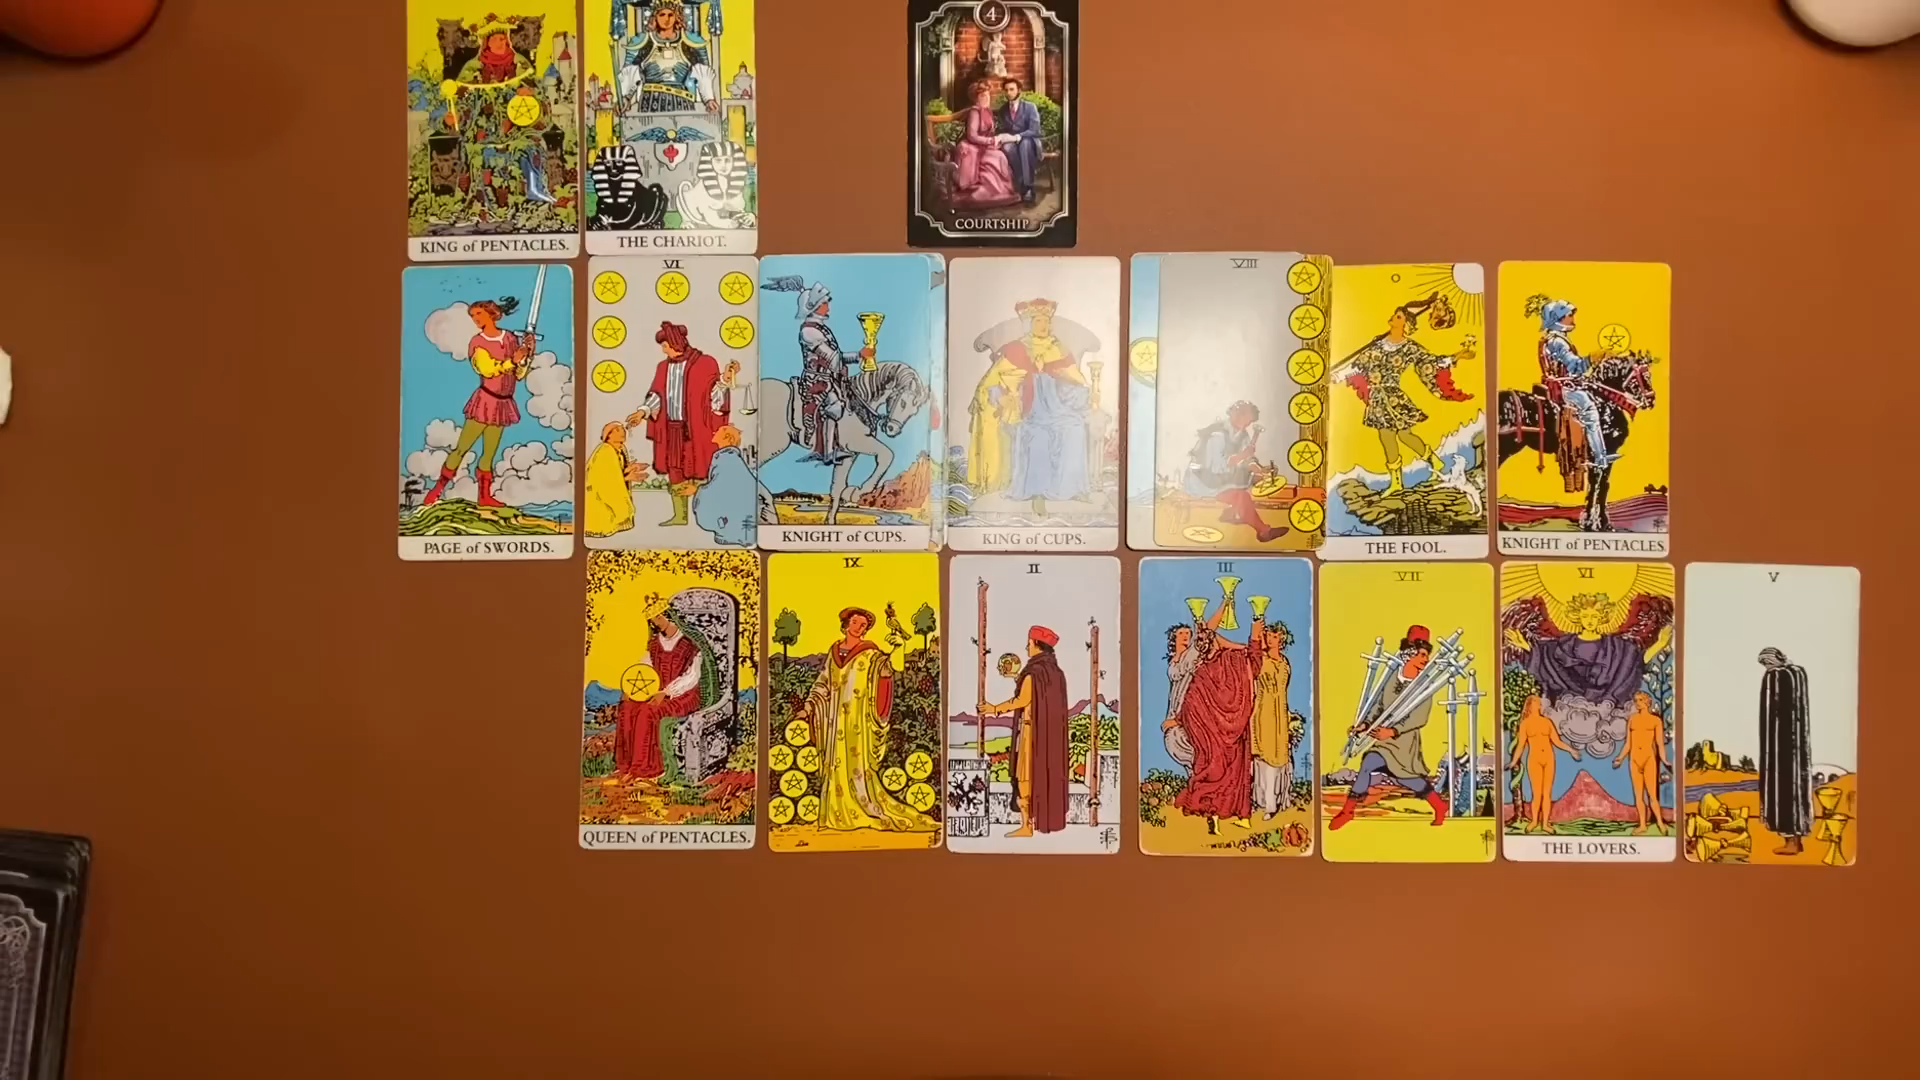 4
COURTSHIP
KING of PENTACLES.
THE CHARIOT.
VI
VIII
0
PAGE of SWORDS.
KNIGHT of CUPS.
KING of CUPS.
THE FOOL.
KNIGHT of PENTACLES.
IX
II
III
VII
VI
V
QUEEN of PENTACLES.
THE LOVERS.